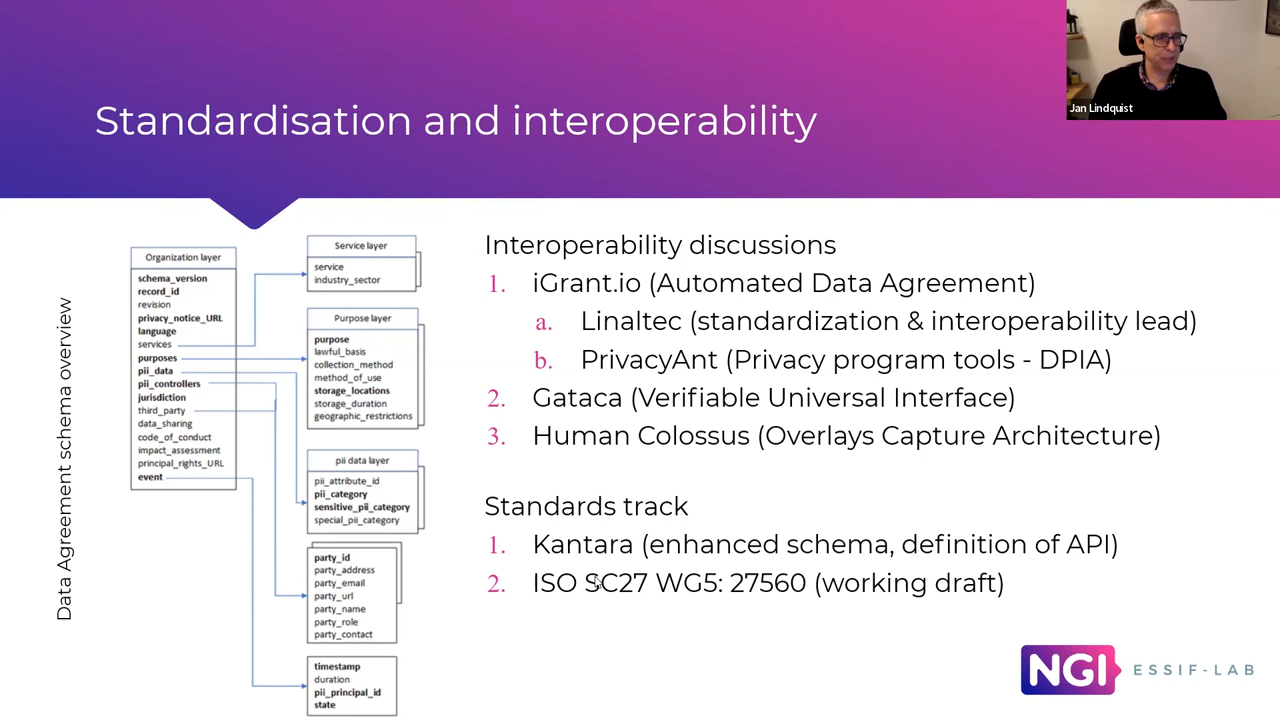 Jan Lindquist
Standardisation and interoperability
Data Agreement schema overview
Organization layer
schema_version
record_id
revision
privacy_notice_URL
language
services
purposes
pii_data
pii_controllers
jurisdiction
third_party
data_sharing
code_of_conduct
impact_assessment
principal_rights_URL
event
Service layer
service
industry_sector
Purpose layer
purpose
lawful_basis
collection_method
method_of_use
storage_locations
storage_duration
geographic_restrictions
pii data layer
pii_attribute_id
pii_category
sensitive_pii_category
special_pii_category
party_id
party_address
party_email
party_url
party_name
party_role
party_contact
timestamp
duration
pii_principal_id
state
Interoperability discussions
1. iGrant.io (Automated Data Agreement)
a. Linaltec (standardization & interoperability lead)
b. PrivacyAnt (Privacy program tools - DPIA)
2. Gataca (Verifiable Universal Interface)
3. Human Colossus (Overlays Capture Architecture)
Standards track
1. Kantara (enhanced schema, definition of API)
2. ISO SC27 WG5: 27560 (working draft)
NGI ESSIF-LAB